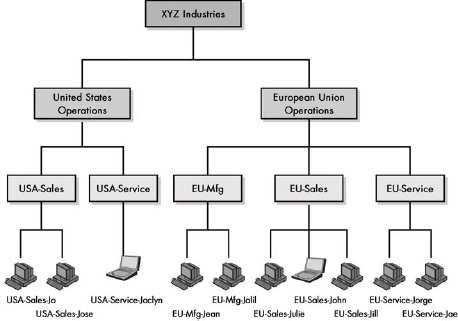 XYZ Industries
United States
Operations
European Union
Operations
USA-Sales
USA-Service
EU-Mfg
EU-Sales
EU-Service
USA-Sales-Jo
USA-Service-Jaclyn
EU-Mfg-Jalil
EU-Sales-John
EU-Service-Jorge
USA-Sales-Jose
EU-Mfg-Jean
EU-Sales-Julie
EU-Sales-Jill
EU-Service-Jae